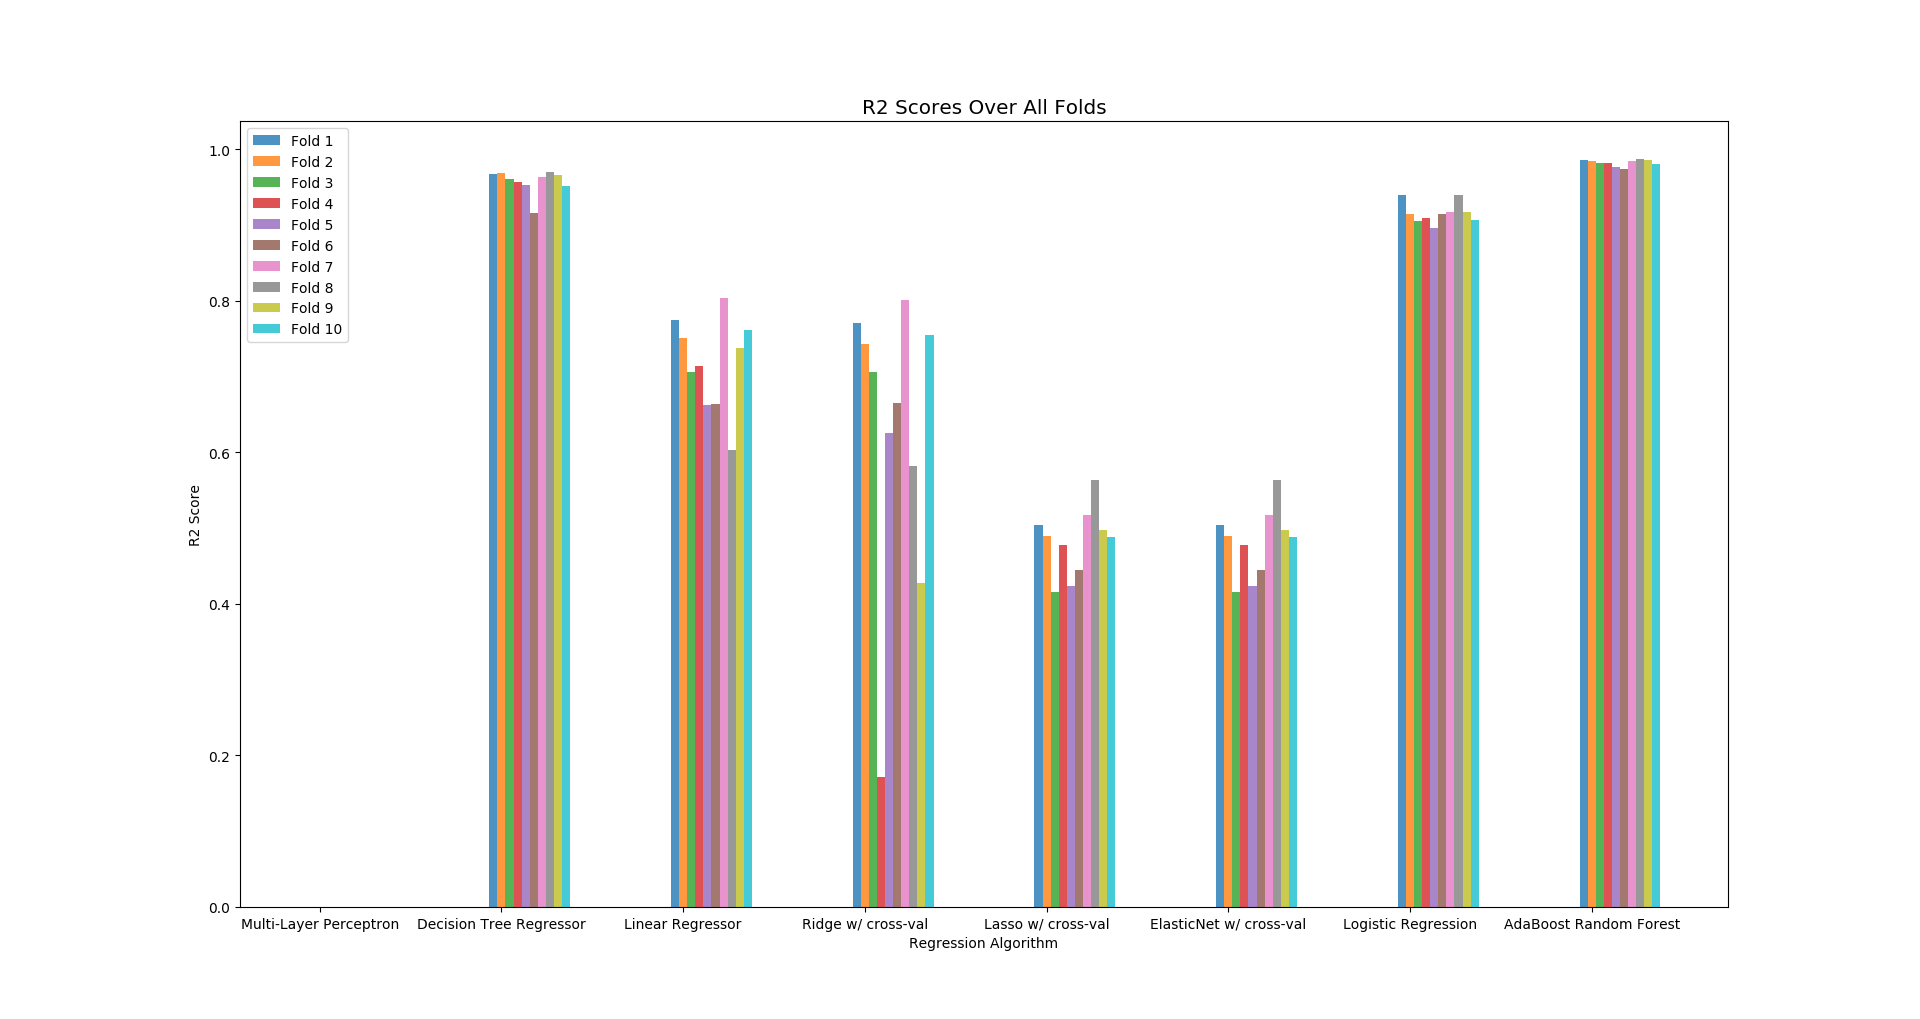 R2 Scores Over All Folds
Fold 1
Fold 2
Fold 3
Fold 4
Fold 5
Fold 6
Fold 7
Fold 8
Fold 9
Fold 10
1.0
0.8
0.6
0.4
0.2
0.0
R2 Score
Multi-Layer Perceptron Decision Tree Regressor Linear Regressor Ridge w/ cross-val Lasso w/ cross-val ElasticNet w/ cross-val Logistic Regression AdaBoost Random Forest
Regression Algorithm